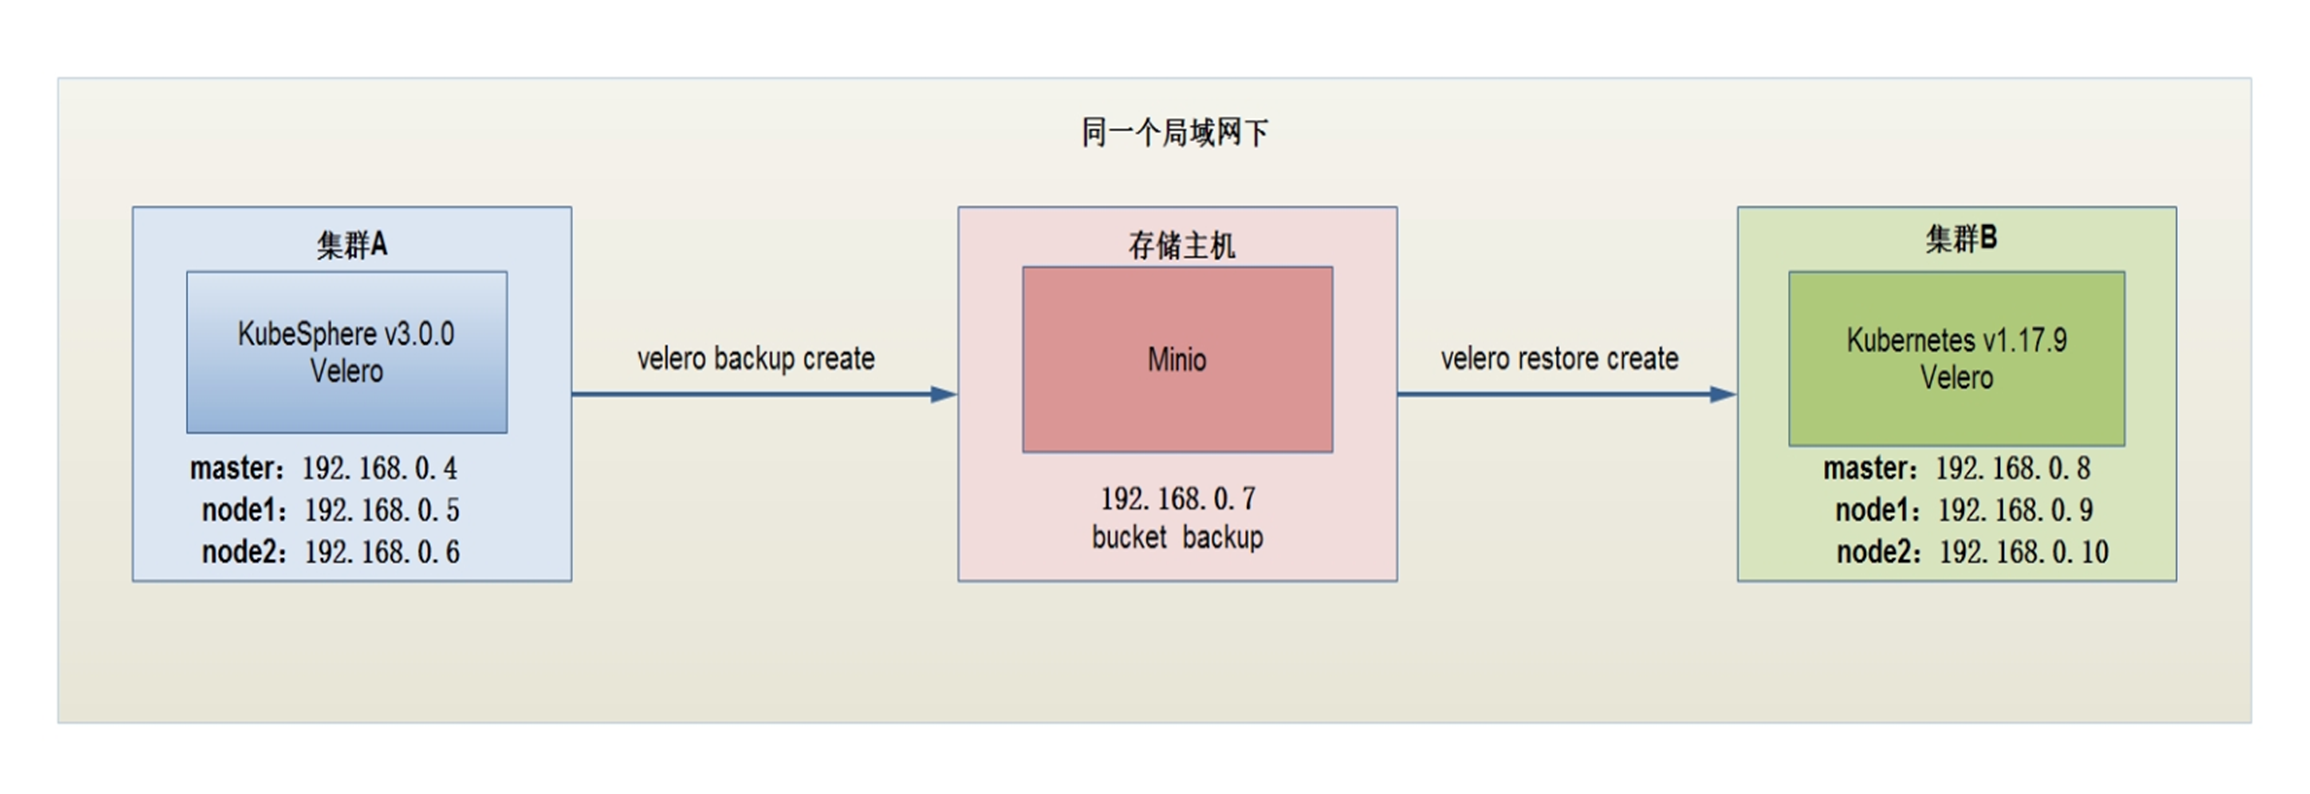 同一个局域网下
集群A
KubeSphere v3.0.0
Velero
master：192.168.0.4
node1：192.168.0.5
node2：192.168.0.6
velero backup create
存储主机
Minio
192.168.0.7
bucket backup
velero restore create
集群B
Kubernetes v1.17.9
Velero
master：192.168.0.8
node1：192.168.0.9
node2：192.168.0.10